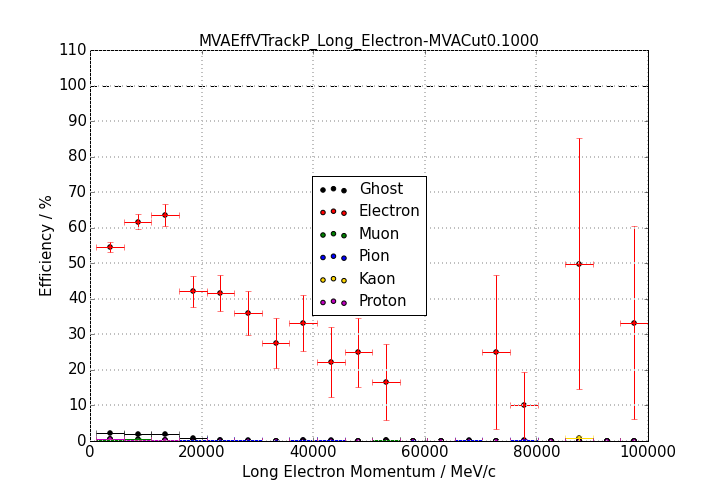 MVAEffVTrackP_Long_Electron-MVACut0.1000
110
100
90
80
70
60
50
40
30
20
10
0
Efficiency / %
Ghost
Electron
Muon
Pion
Kaon
Proton
0 20000 40000 60000 80000 100000
Long Electron Momentum / MeV/c